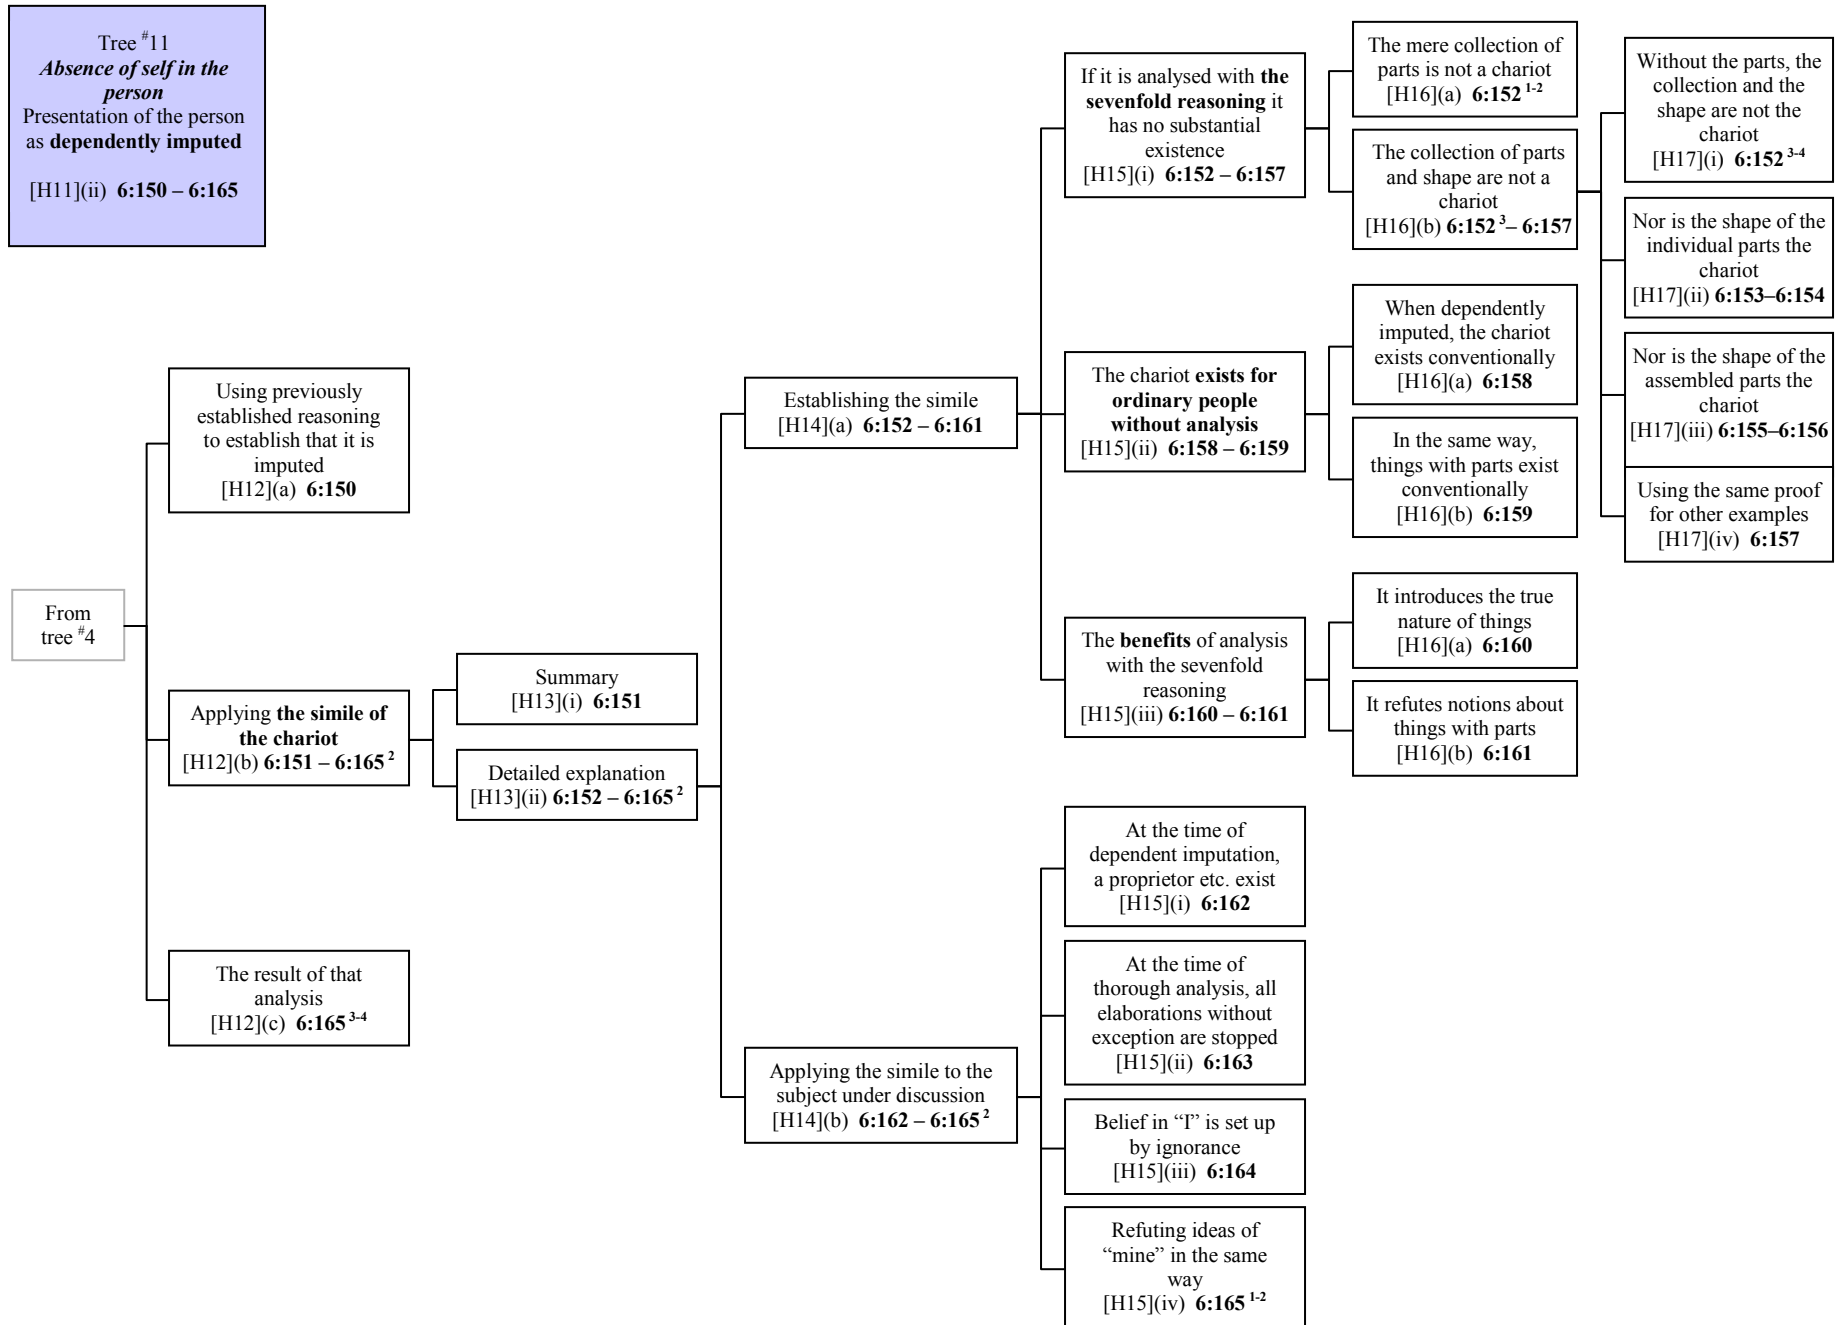 Tree #11
Absence of self in the
person
Presentation of the person
as dependently imputed
[H11](ii) 6:150 – 6:165
From
tree #4
Using previously
established reasoning
to establish that it is
imputed
[H12](a) 6:150
Applying the simile of
the chariot
[H12](b) 6:151 – 6:165 2
The result of that
analysis
[H12](c) 6:165 3-4
Summary
[H13](i) 6:151
Detailed explanation
[H13](ii) 6:152 – 6:165 2
Establishing the simile
[H14](a) 6:152 – 6:161
Applying the simile to the
subject under discussion
[H14](b) 6:162 – 6:165 2
If it is analysed with the
sevenfold reasoning it
has no substantial
existence
[H15](i) 6:152 – 6:157
The chariot exists for
ordinary people
without analysis
[H15](ii) 6:158 – 6:159
The benefits of analysis
with the sevenfold
reasoning
[H15](iii) 6:160 – 6:161
At the time of
dependent imputation,
a proprietor etc. exist
[H15](i) 6:162
At the time of
thorough analysis, all
elaborations without
exception are stopped
[H15](ii) 6:163
Belief in “I” is set up
by ignorance
[H15](iii) 6:164
Refuting ideas of
“mine” in the same
way
[H15](iv) 6:165 1-2
The mere collection of
parts is not a chariot
[H16](a) 6:152 1-2
The collection of parts
and shape are not a
chariot
[H16](b) 6:152 3– 6:157
When dependently
imputed, the chariot
exists conventionally
[H16](a) 6:158
In the same way,
things with parts exist
conventionally
[H16](b) 6:159
It introduces the true
nature of things
[H16](a) 6:160
It refutes notions about
things with parts
[H16](b) 6:161
Without the parts, the
collection and the
shape are not the
chariot
[H17](i) 6:152 3-4
Nor is the shape of the
individual parts the
chariot
[H17](ii) 6:153–6:154
Nor is the shape of the
assembled parts the
chariot
[H17](iii) 6:155–6:156
Using the same proof
for other examples
[H17](iv) 6:157